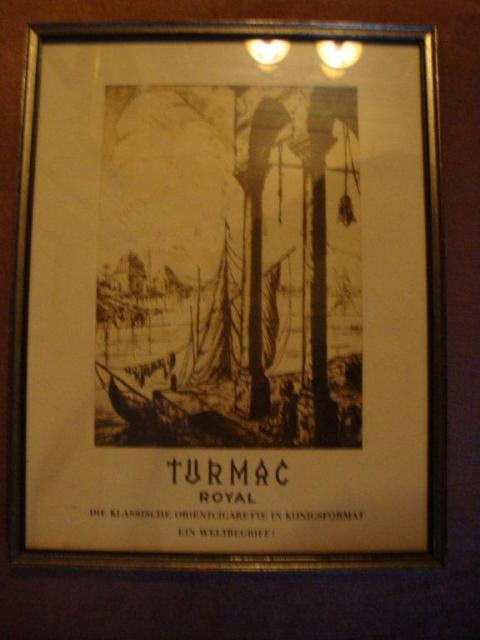 TURMAC
ROYAL
DIE KLASSISCHE ORIENTCIGARETTE IN KÖNIGSFORMAT
EIN WELTBEGRIFF!